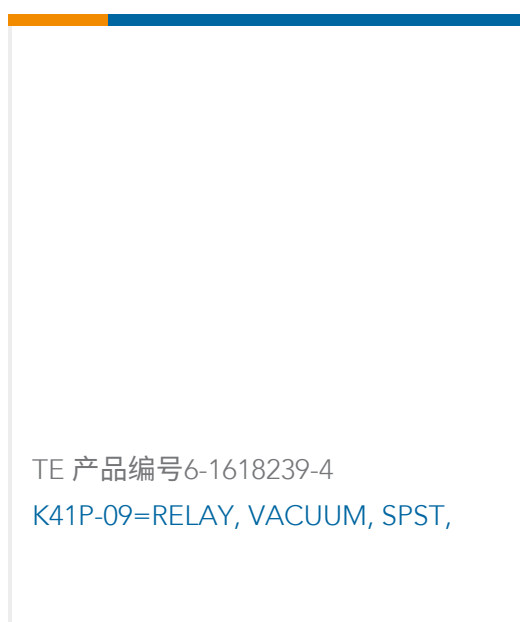 TE 产品编号6-1618239-4
K41P-09=RELAY, VACUUM, SPST,